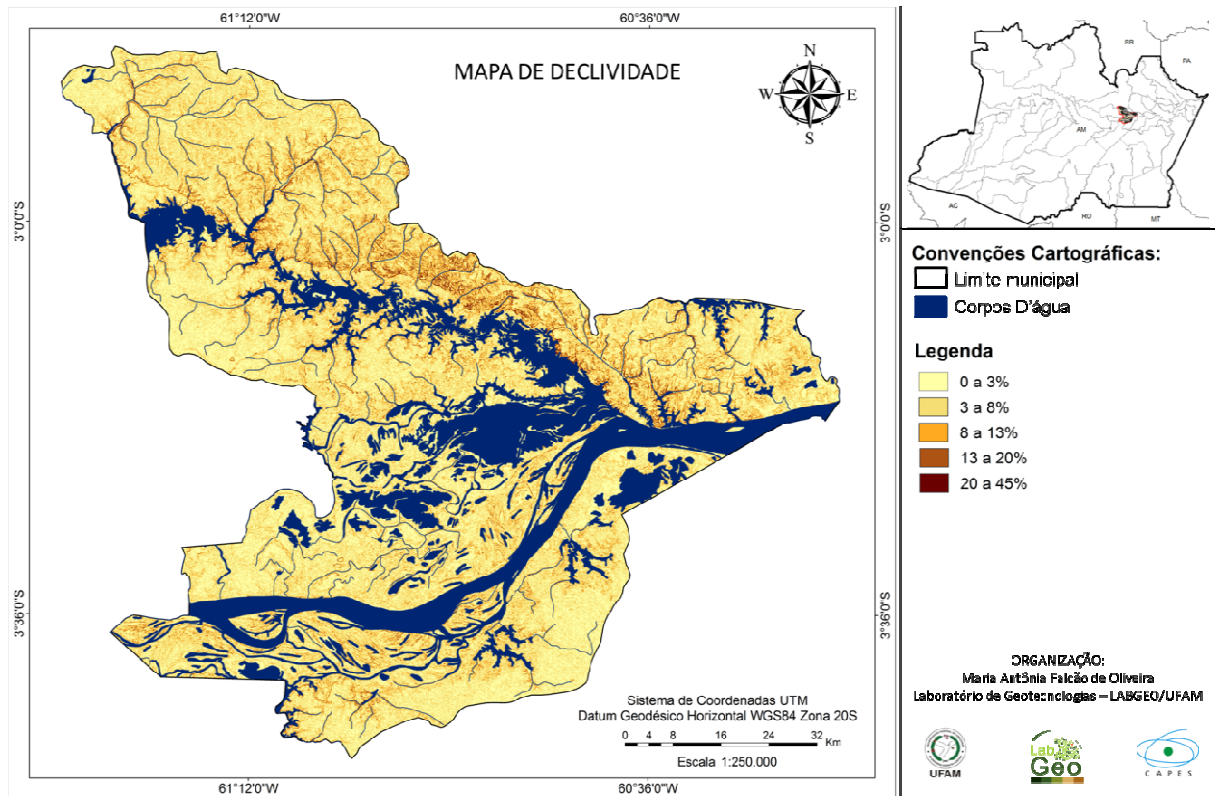 61°12'0"W
60°36'0"W
MAPA DE DECLIVIDADE
N
W
E
S
3°0'0"S
3°0'0"S
3°36'0"S
3°36'0"S
Sistema de Coordenadas UTM
Datum Geodésico Horizontal WGS84 Zona 20S
0 4 8 16 24 32
Km
Escala 1:250.000
61°12'0"W
60°36'0"W
RR
PA
AM
AC
RO
MT
Convenções Cartográficas:
Limite municipal
Corpos D'água
Legenda
0 a 3%
3 a 8%
8 a 13%
13 a 20%
20 a 45%
ORGANIZAÇÃO:
Maria Antônia Falcão de Oliveira
Laboratório de Geotecnologias – LABGEO/UFAM
UFAM
Lab
Geo
CAPES